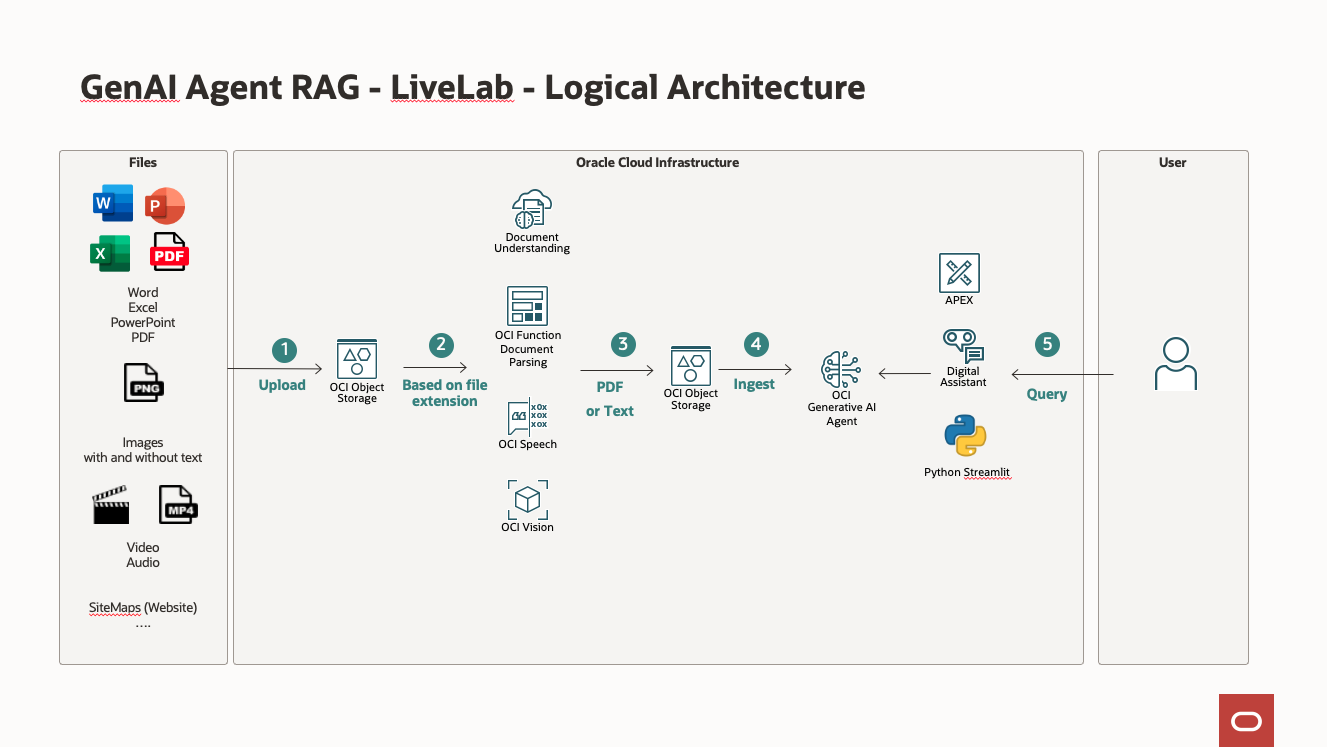 GenAI Agent RAG - LiveLab - Logical Architecture
Files
W
P
X
PDF
Word
Excel
PowerPoint
PDF
PNG
Images
with and without text
MP4
Video
Audio
SiteMaps (Website)
....
Oracle Cloud Infrastructure
1
Upload
OCI Object
Storage
2
Based on file
extension
Document
Understanding
OCI Function
Document
Parsing
xOx
xox
xox
OCI Speech
OCI Vision
3
PDF
or Text
OCI Object
Storage
4
Ingest
OCI
Generative AI
Agent
APEX
Digital
Assistant
Python Streamlit
5
Query
User